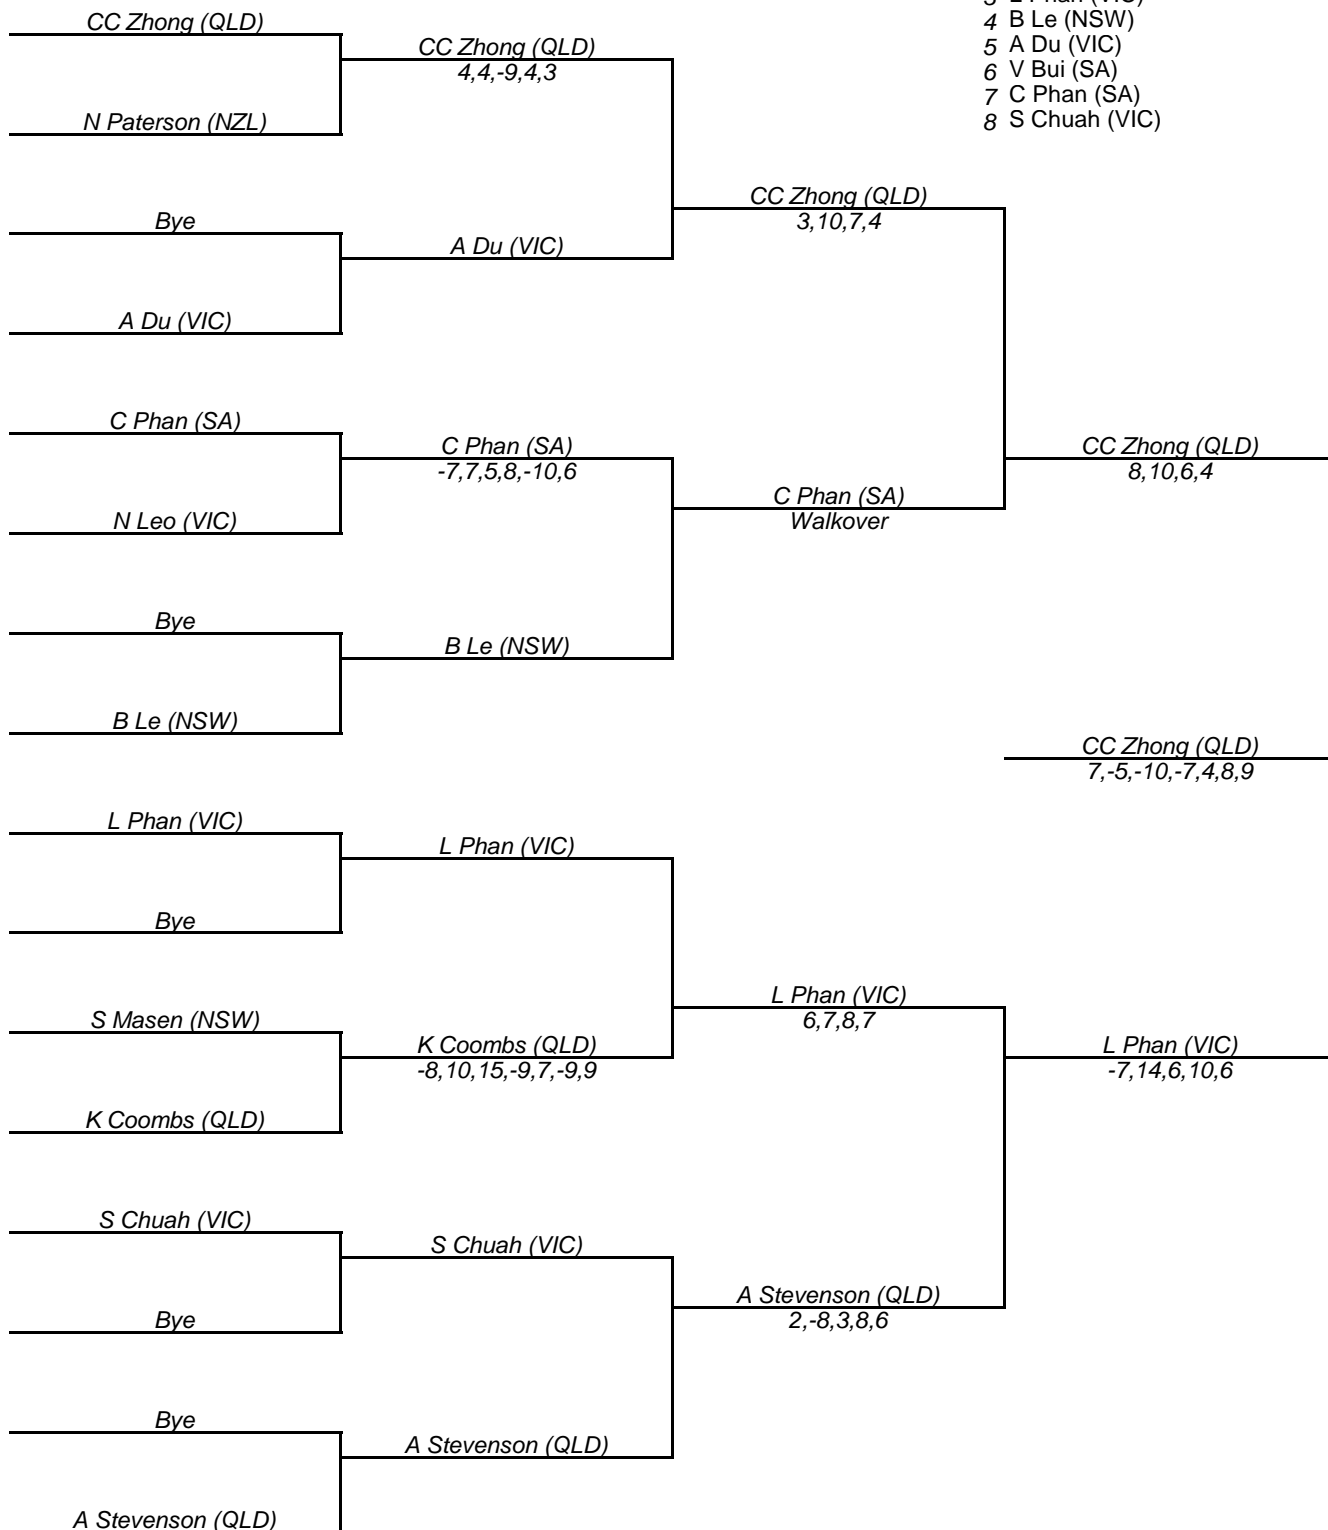 3 L Phan (VIC)
4 B Le (NSW)
5 A Du (VIC)
6 V Bui (SA)
7 C Phan (SA)
8 S Chuah (VIC)
CC Zhong (QLD)
N Paterson (NZL)
Bye
A Du (VIC)
C Phan (SA)
N Leo (VIC)
Bye
B Le (NSW)
L Phan (VIC)
Bye
S Masen (NSW)
K Coombs (QLD)
S Chuah (VIC)
Bye
Bye
A Stevenson (QLD)
CC Zhong (QLD)
4,4,-9,4,3
A Du (VIC)
C Phan (SA)
-7,7,5,8,-10,6
B Le (NSW)
L Phan (VIC)
K Coombs (QLD)
-8,10,15,-9,7,-9,9
S Chuah (VIC)
A Stevenson (QLD)
CC Zhong (QLD)
3,10,7,4
C Phan (SA)
Walkover
L Phan (VIC)
6,7,8,7
A Stevenson (QLD)
2,-8,3,8,6
CC Zhong (QLD)
8,10,6,4
CC Zhong (QLD)
7,-5,-10,-7,4,8,9
L Phan (VIC)
-7,14,6,10,6